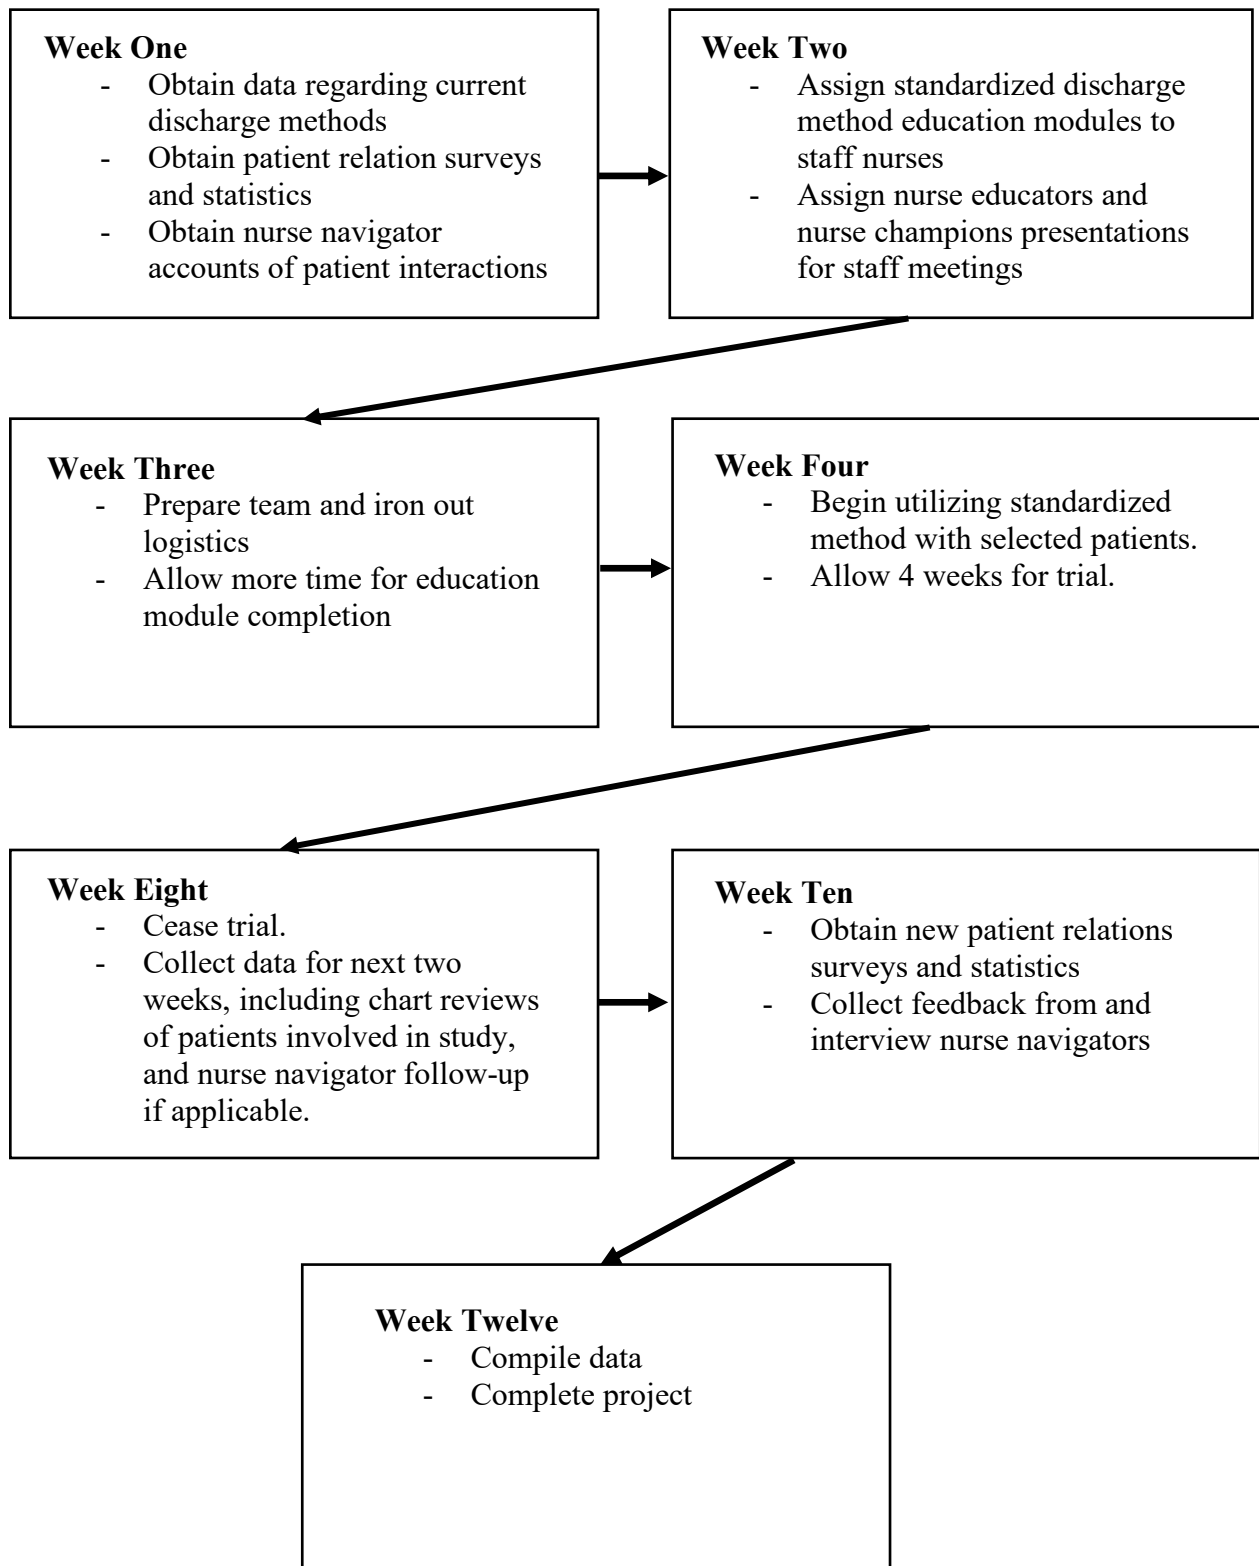 Week One
- Obtain data regarding current
discharge methods
- Obtain patient relation surveys
and statistics
- Obtain nurse navigator
accounts of patient interactions
Week Two
- Assign standardized discharge
method education modules to
staff nurses
- Assign nurse educators and
nurse champions presentations
for staff meetings
Week Three
- Prepare team and iron out
logistics
- Allow more time for education
module completion
Week Four
- Begin utilizing standardized
method with selected patients.
- Allow 4 weeks for trial.
Week Eight
- Cease trial.
- Collect data for next two
weeks, including chart reviews
of patients involved in study,
and nurse navigator follow-up
if applicable.
Week Ten
- Obtain new patient relations
surveys and statistics
- Collect feedback from and
interview nurse navigators
Week Twelve
- Compile data
- Complete project